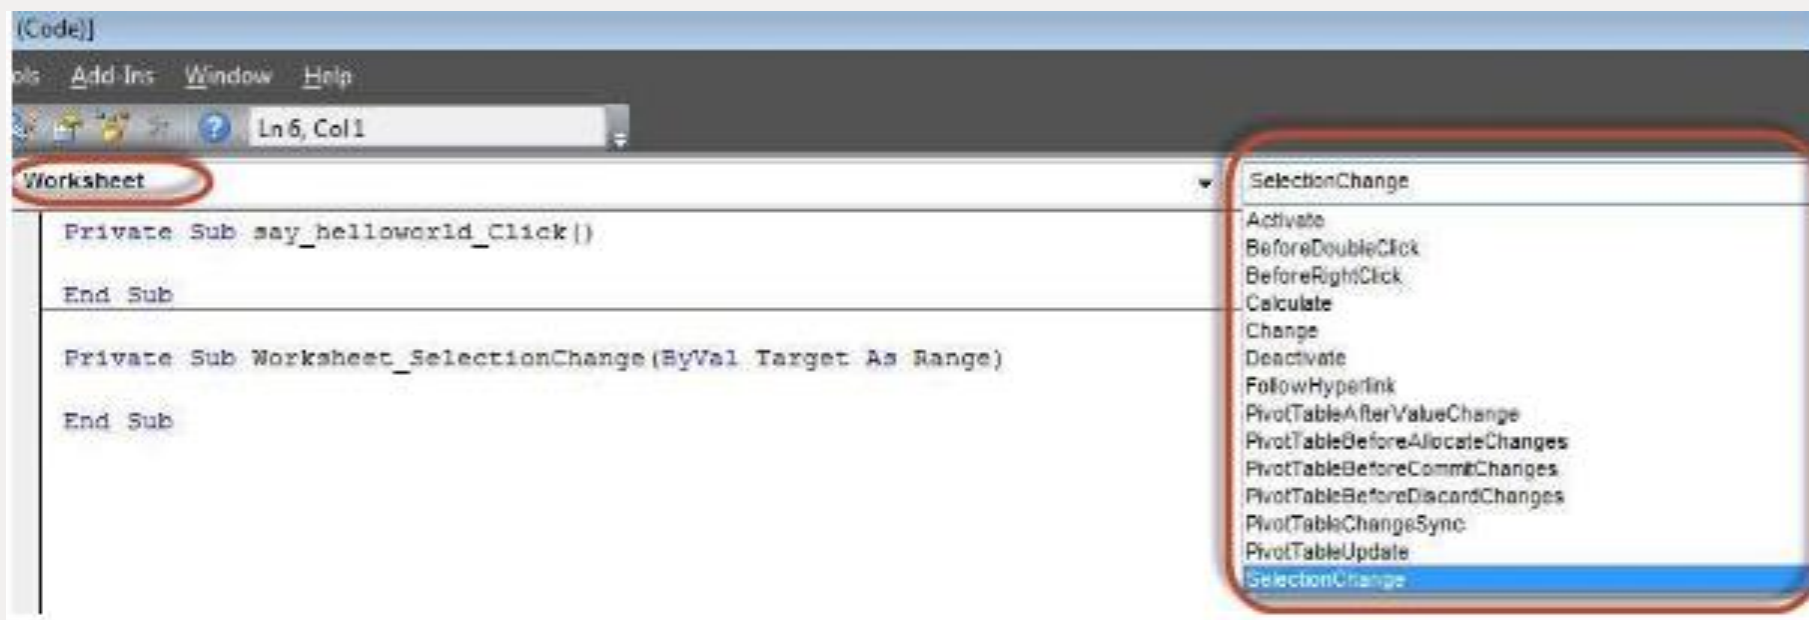 (Code)]
ols Add-Ins Window Help
Ln 6, Col 1
Worksheet
SelectionChange
Private Sub say_helloworld_Click()
End Sub
Private Sub Worksheet_SelectionChange(ByVal Target As Range)
End Sub
Activate
BeforeDoubleClick
BeforeRightClick
Calculate
Change
Deactivate
FollowHyperlink
PivotTableAfterValueChange
PivotTableBeforeAllocateChanges
PivotTableBeforeCommitChanges
PivotTableBeforeDiscardChanges
PivotTableChangeSync
PivotTableUpdate
SelectionChange